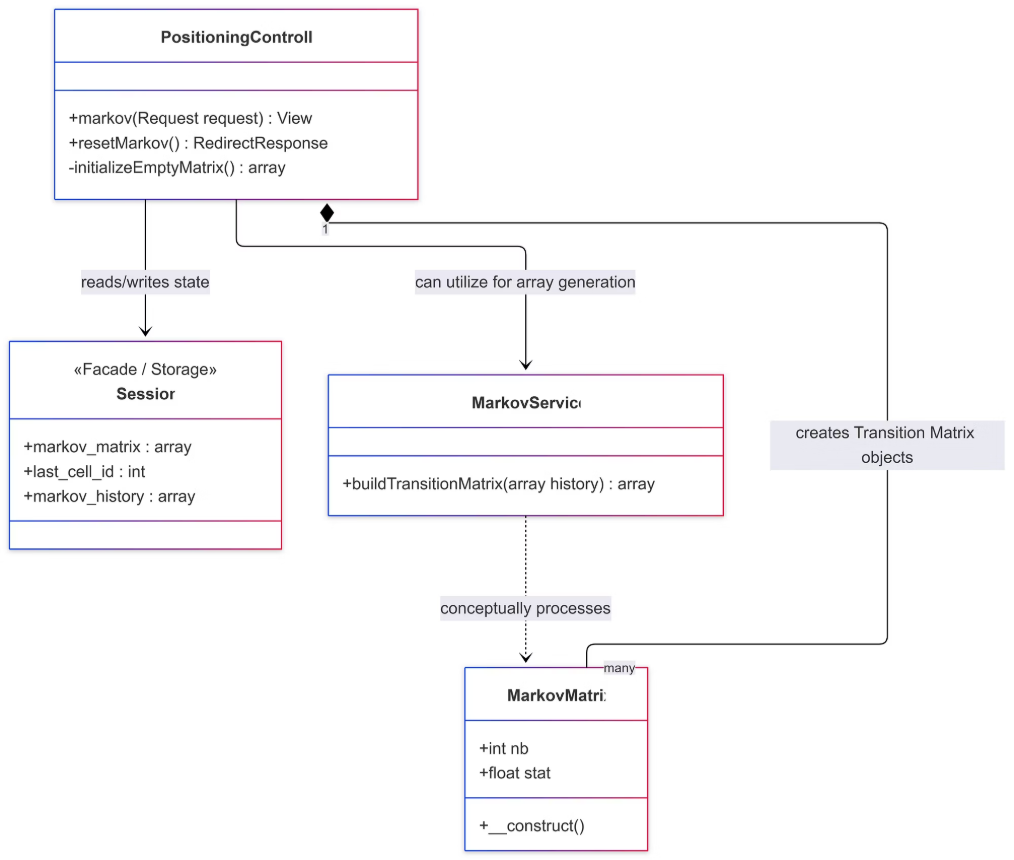 PositioningControll
+markov(Request request) : View
+resetMarkov() : RedirectResponse
-initializeEmptyMatrix() : array
1
reads/writes state
can utilize for array generation
«Facade / Storage»
Session
+markov_matrix : array
+last_cell_id : int
+markov_history : array
MarkovService
+buildTransitionMatrix(array history) : array
creates Transition Matrix
objects
conceptually processes
many
MarkovMatri
+int nb
+float stat
+__construct()